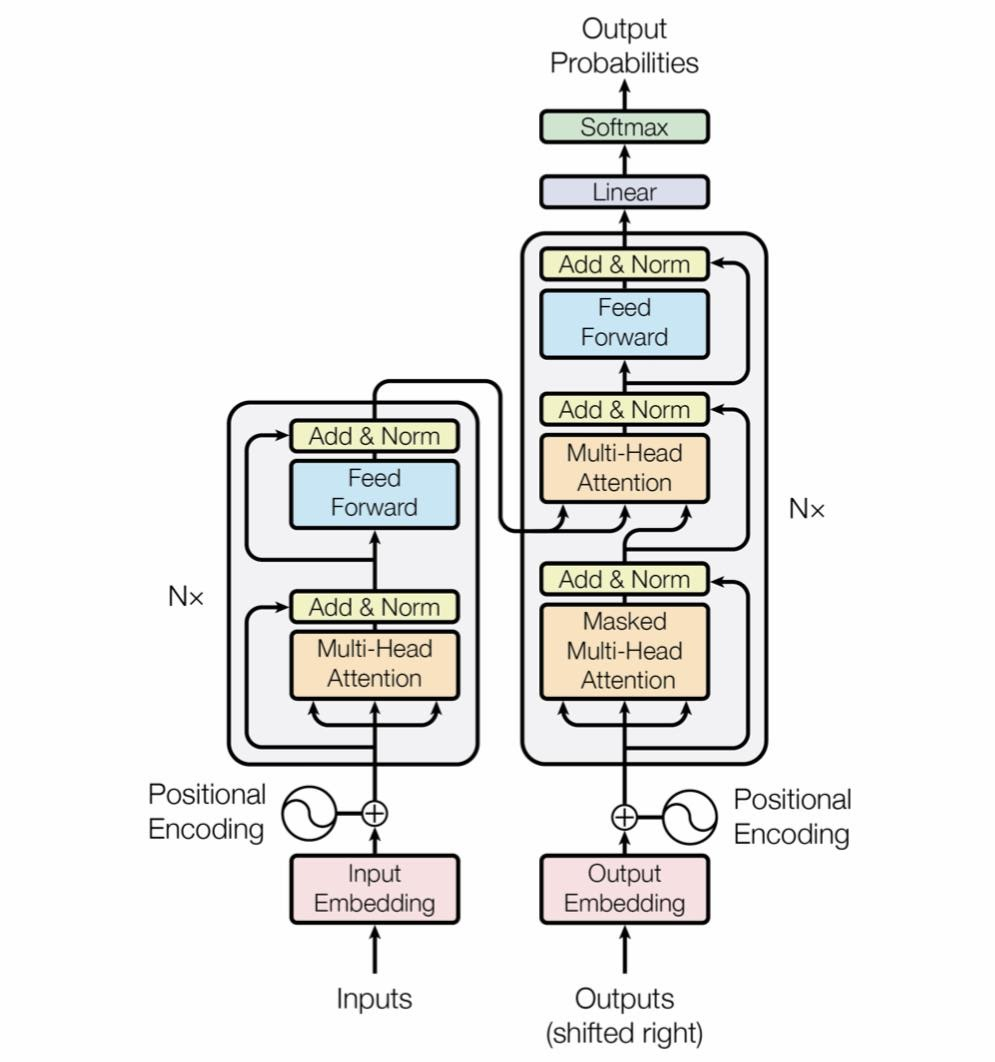 Output
Probabilities
Softmax
Linear
Add & Norm
Feed
Forward
Add & Norm
Multi-Head
Attention
N×
Add & Norm
Masked
Multi-Head
Attention
Add & Norm
Feed
Forward
N×
Add & Norm
Multi-Head
Attention
Positional
Encoding
Positional
Encoding
Input
Embedding
Output
Embedding
Inputs
Outputs
(shifted right)